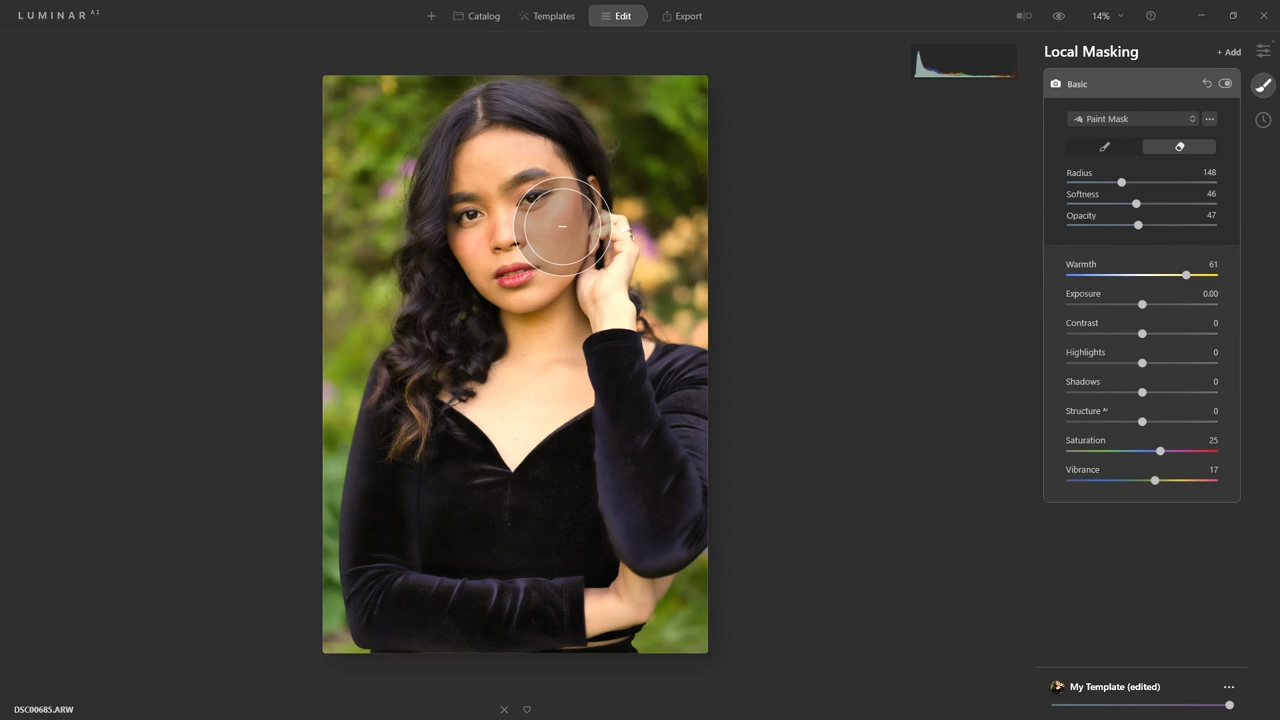 LUMINAR AI
Catalog
Templates
Edit
Export
14%
Local Masking
+ Add
Basic
Paint Mask
Radius 148
Softness 46
Opacity 47
Warmth 61
Exposure 0.00
Contrast 0
Highlights 0
Shadows 0
Structure AI 0
Saturation 25
Vibrance 17
My Template (edited)
DSC00685.ARW